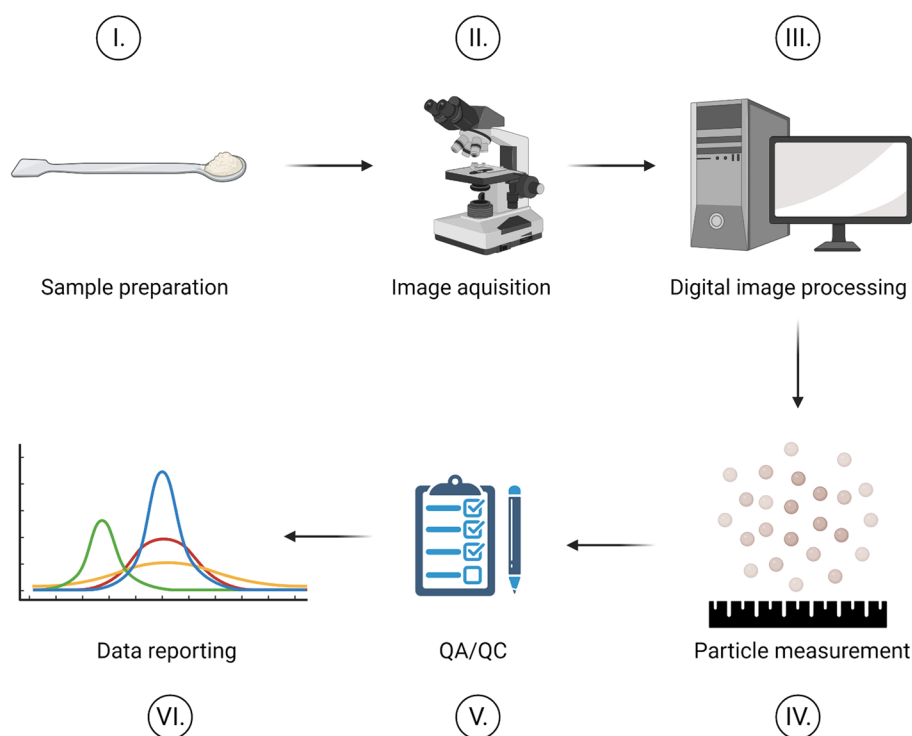 I.
II.
III.
Sample preparation
Image aquisition
Digital image processing
Data reporting
QA/QC
Particle measurement
VI.
V.
IV.